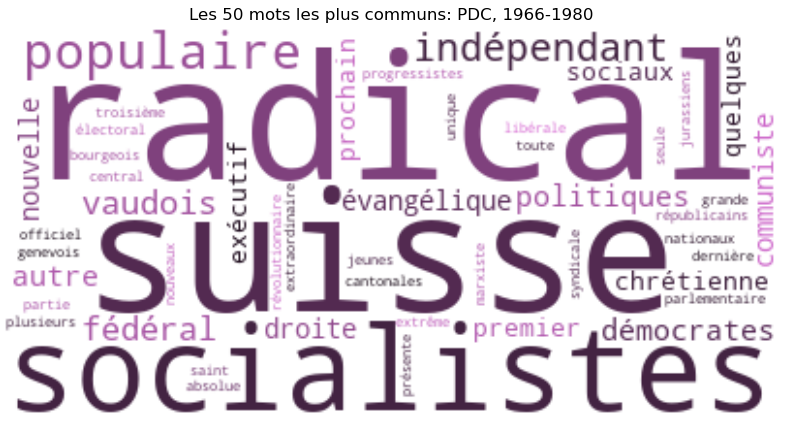 Les 50 mots les plus communs: PDC, 1966-1980
populaire
indépendant
radical
prochain
progressistes
sociaux
quelques
jurassiens
troisième
électoral
bourgeois
central
unique
libérale
toute
seule
nouvelle
exécutif
communiste
vaudois
révolutionnaire
extraordinaire
évangélique
politiques
grande
républicains
suisse
officiel
genevois
nationaux
dernière
autre
nouveaux
jeunes
cantonales
marxiste
syndicale
chrétienne
parlementaire
partie
plusieurs
fédéral
droite
extrême
premier
démocrates
socialistes
présente
saint
absolue